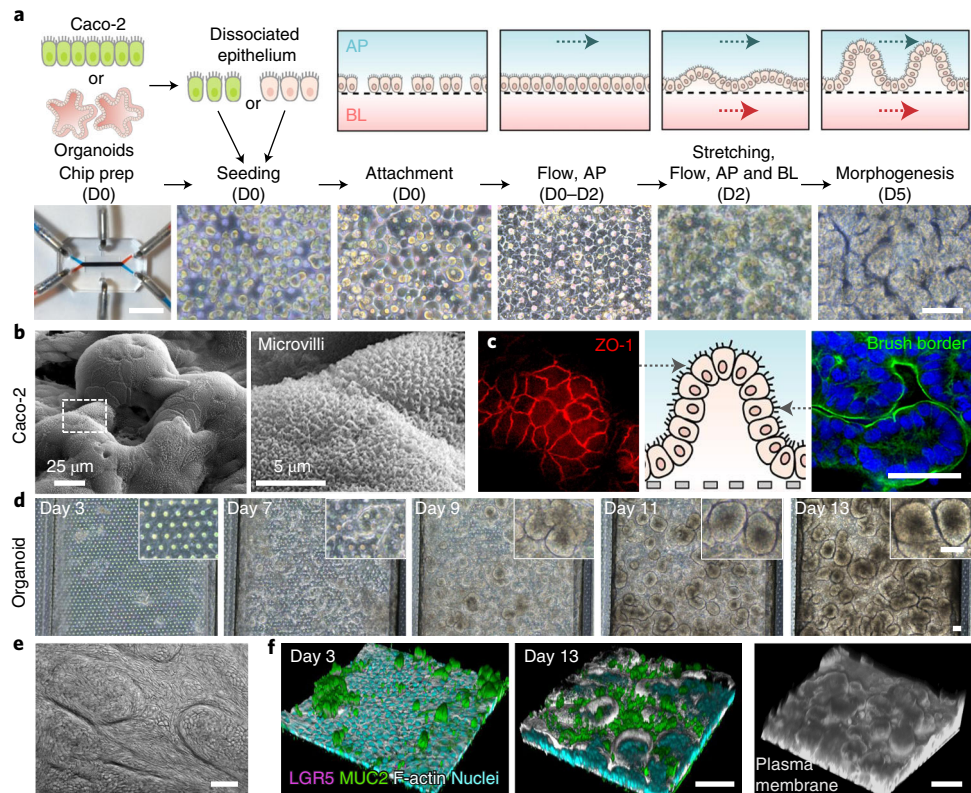 a
Caco-2
or
Organoids
Dissociated
epithelium
or
AP
BL
Chip prep
(D0)
Seeding
(D0)
Attachment
(D0)
Flow, AP
(D0–D2)
Stretching,
Flow, AP and BL
(D2)
Morphogenesis
(D5)
b
Caco-2
25 μm
Microvilli
5 μm
c
ZO-1
Brush border
d
Organoid
Day 3
Day 7
Day 9
Day 11
Day 13
e
f
Day 3
LGR5 MUC2 F-actin Nuclei
Day 13
Plasma
membrane